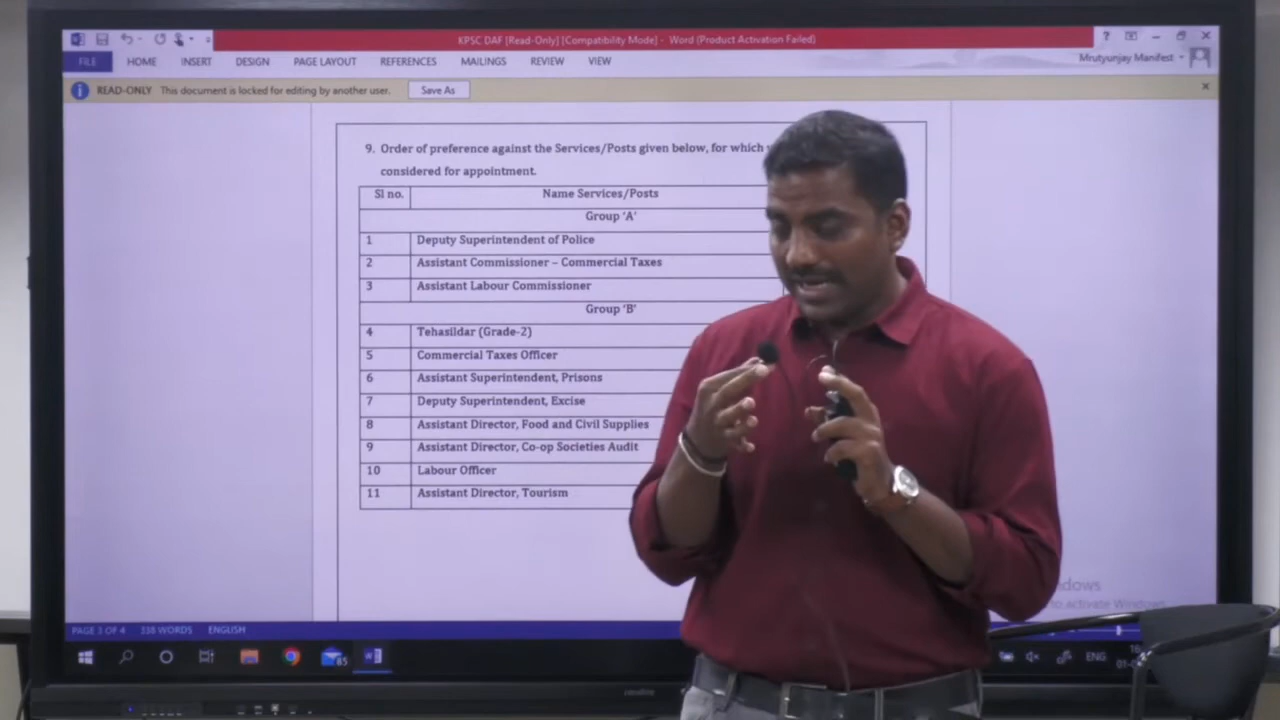 KPSC DAF [Read-Only] [Compatibility Mode] - Word (Product Activation Failed)
FILE HOME INSERT DESIGN PAGE LAYOUT REFERENCES MAILINGS REVIEW VIEW
Mrutyunjay Manifest
READ-ONLY This document is locked for editing by another user. Save As
9. Order of preference against the Services/Posts given below, for which
considered for appointment.
Sl no. Name Services/Posts
Group 'A'
1 Deputy Superintendent of Police
2 Assistant Commissioner – Commercial Taxes
3 Assistant Labour Commissioner
Group 'B'
4 Tehasildar (Grade-2)
5 Commercial Taxes Officer
6 Assistant Superintendent, Prisons
7 Deputy Superintendent, Excise
8 Assistant Director, Food and Civil Supplies
9 Assistant Director, Co-op Societies Audit
10 Labour Officer
11 Assistant Director, Tourism
to Activate Windows
PAGE 3 OF 4 338 WORDS ENGLISH
65
ENG